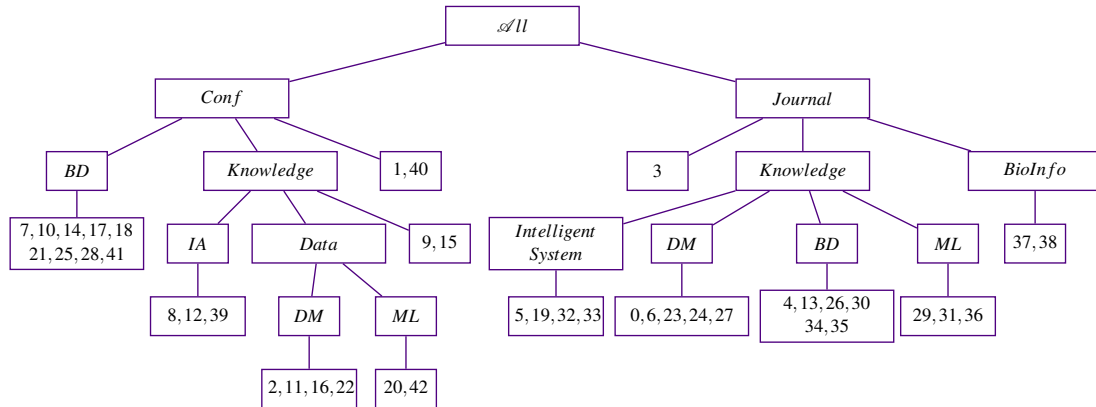 All
Conf
Journal
BD
Knowledge
1,40
3
Knowledge
BioInfo
7,10,14,17,18
21,25,28,41
IA
Data
9,15
Intelligent
System
DM
BD
ML
37,38
8,12,39
DM
ML
5,19,32,33
0,6,23,24,27
4,13,26,30
34,35
29,31,36
2,11,16,22
20,42